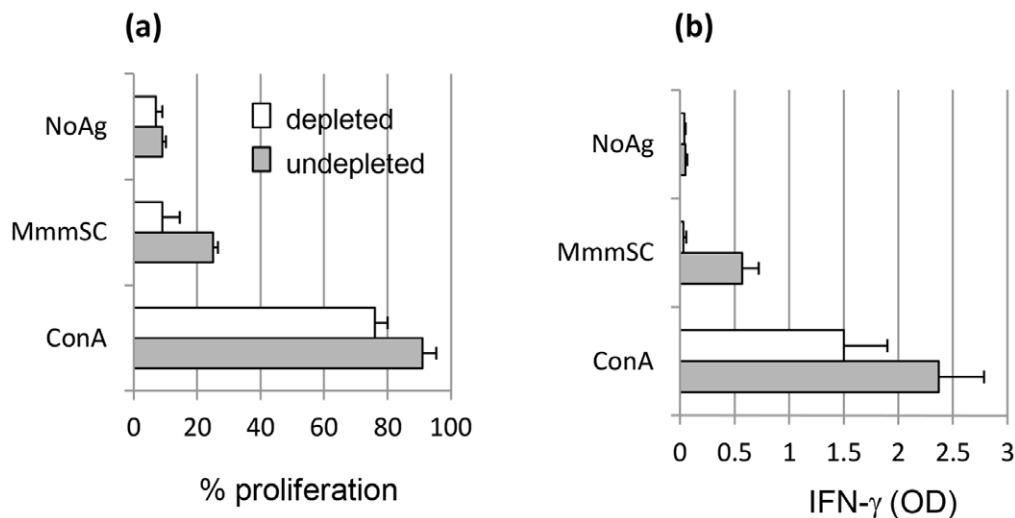 (a)
NoAg
MmmSC
ConA
depleted
undepleted
0 20 40 60 80 100
% proliferation
(b)
NoAg
MmmSC
ConA
0 0.5 1 1.5 2 2.5 3
IFN-γ (OD)